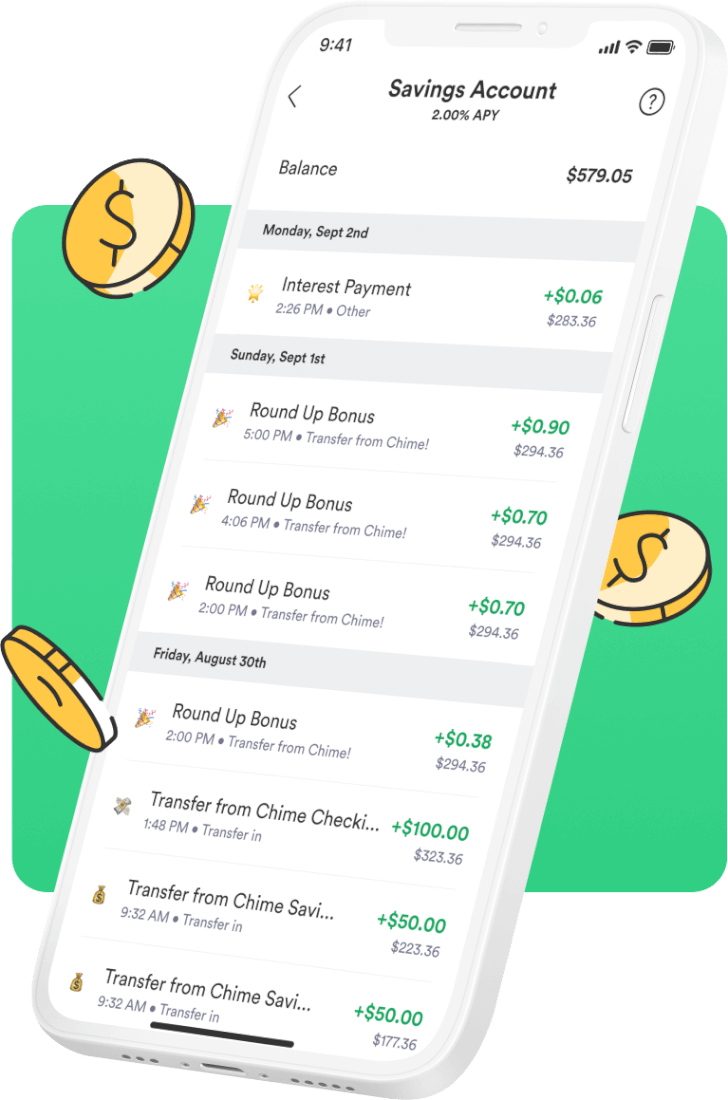 9:41
Savings Account
2.00% APY
?
Balance $579.05
Monday, Sept 2nd
Interest Payment +$0.06
2:26 PM • Other $283.36
Sunday, Sept 1st
Round Up Bonus +$0.90
5:00 PM • Transfer from Chime! $294.36
Round Up Bonus +$0.70
4:06 PM • Transfer from Chime! $294.36
Round Up Bonus +$0.70
2:00 PM • Transfer from Chime! $294.36
Friday, August 30th
Round Up Bonus +$0.38
2:00 PM • Transfer from Chime! $294.36
Transfer from Chime Checki... +$100.00
1:48 PM • Transfer in $323.36
Transfer from Chime Savi... +$50.00
9:32 AM • Transfer in $223.36
Transfer from Chime Savi... +$50.00
9:32 AM • Transfer in $177.36